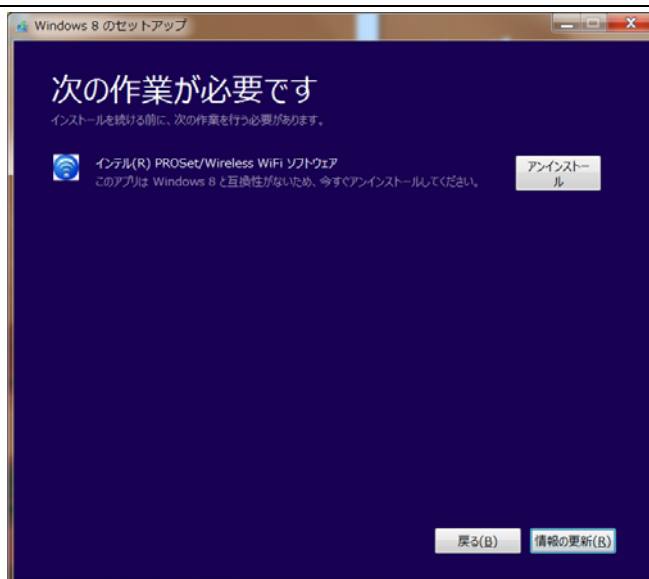 Windows 8 のセットアップ
次の作業が必要です
インストールを続ける前に、次の作業を行う必要があります。
インテル(R) PROSet/Wireless WiFi ソフトウェア
このアプリは Windows 8 と互換性がないため、今すぐアンインストールしてください。
アンインストー
ル
戻る(B)
情報の更新(R)